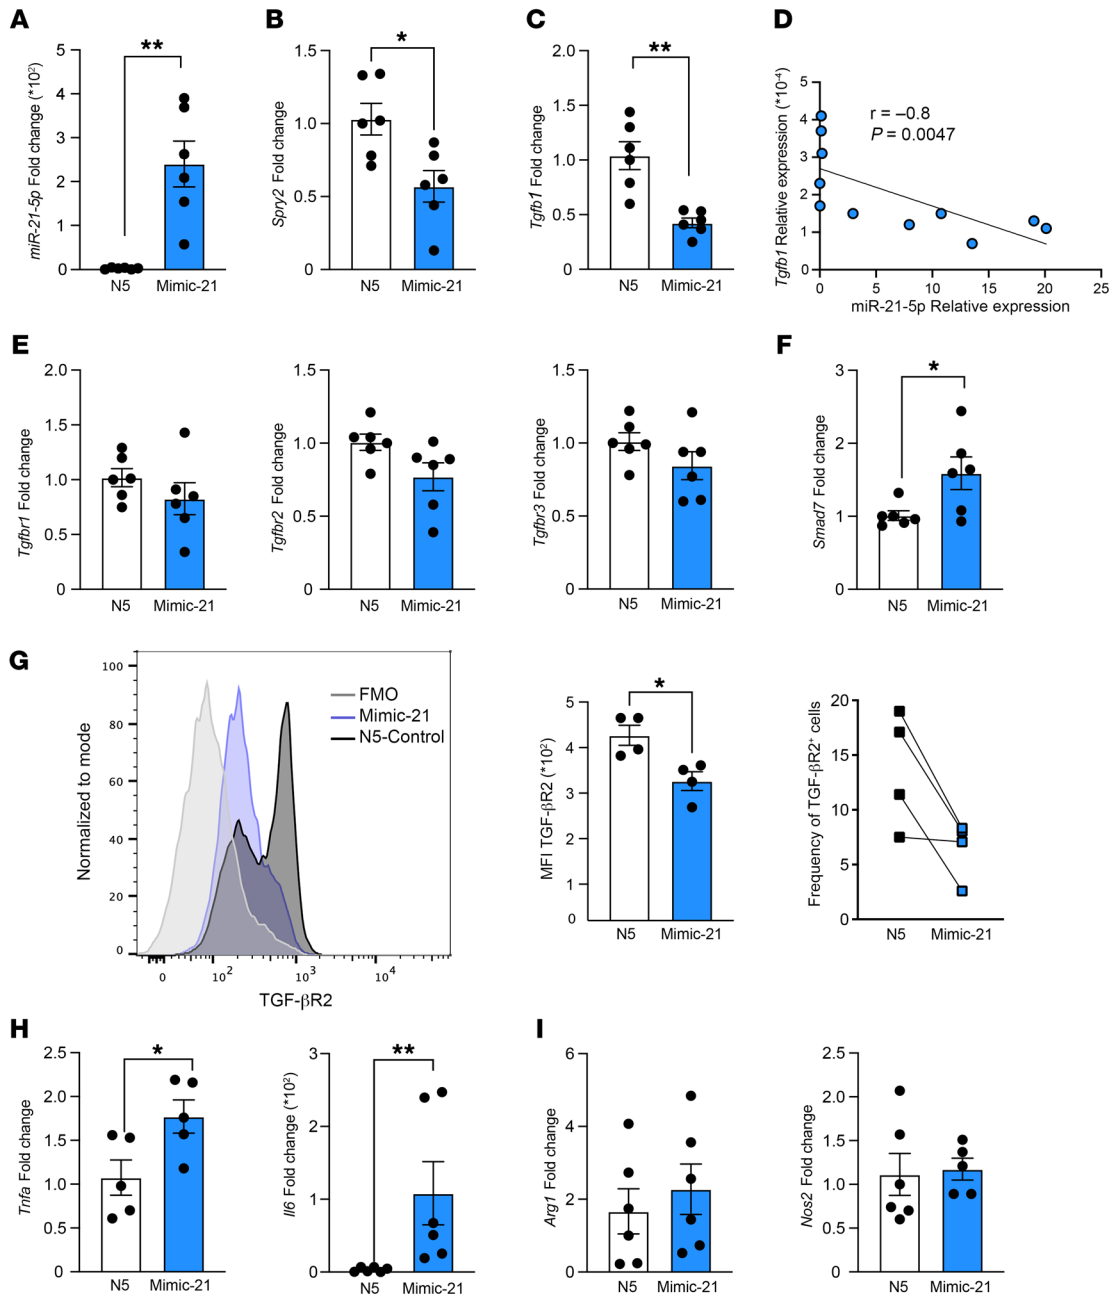 A
miR-21-5p Fold change (*10²)
5
4
3
2
1
0
**
N5
Mimic-21
B
Spry2 Fold change
1.5
1.0
0.5
0
*
N5
Mimic-21
C
Tgfb1 Fold change
2.0
1.5
1.0
0.5
0
**
N5
Mimic-21
D
Tgfb1 Relative expression (*10⁻⁴)
5
4
3
2
1
0
r = –0.8
P = 0.0047
0
5
10
15
20
25
miR-21-5p Relative expression
E
Tgfbr1 Fold change
2.0
1.5
1.0
0.5
0
N5
Mimic-21
Tgfbr2 Fold change
1.5
1.0
0.5
0
N5
Mimic-21
Tgfbr3 Fold change
1.5
1.0
0.5
0
N5
Mimic-21
F
Smad7 Fold change
3
2
1
0
*
N5
Mimic-21
G
Normalized to mode
100
80
60
40
20
0
FMO
Mimic-21
N5-Control
0
10²
10³
10⁴
TGF-βR2
MFI TGF-βR2 (*10²)
5
4
3
2
1
0
*
N5
Mimic-21
Frequency of TGF-βR2⁺ cells
20
15
10
5
0
N5
Mimic-21
H
Tnfa Fold change
2.5
2.0
1.5
1.0
0.5
0
*
N5
Mimic-21
Il6 Fold change (*10²)
3
2
1
0
**
N5
Mimic-21
I
Arg1 Fold change
6
4
2
0
N5
Mimic-21
Nos2 Fold change
2.5
2.0
1.5
1.0
0.5
0
N5
Mimic-21